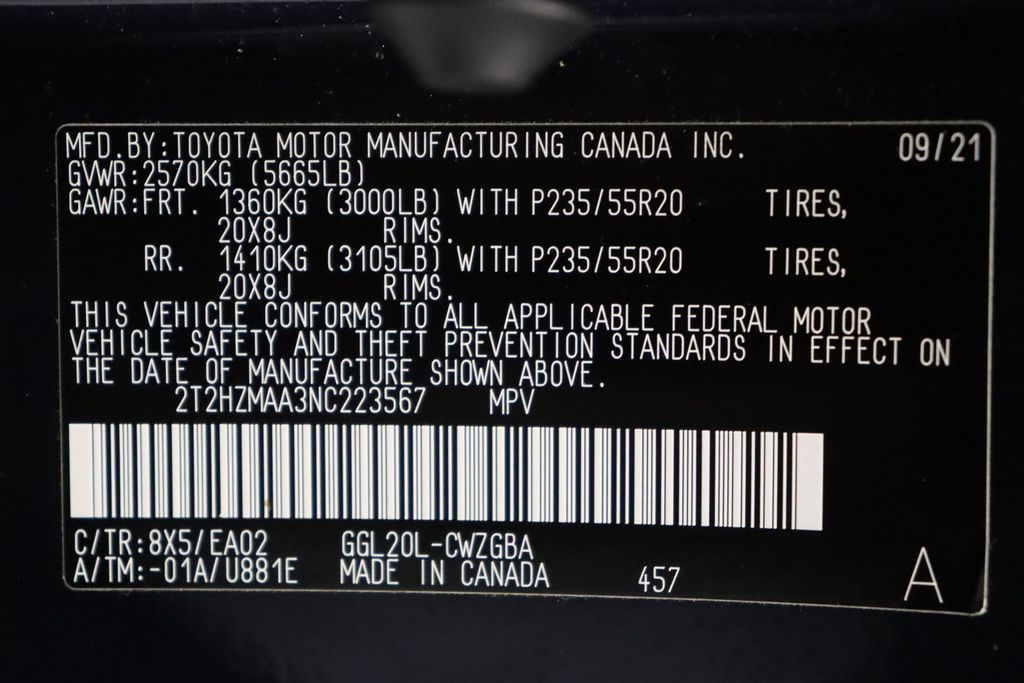 MFD.BY:TOYOTA MOTOR MANUFACTURING CANADA INC. 09/21
GVWR:2570KG (5665LB)
GAWR:FRT. 1360KG (3000LB) WITH P235/55R20 TIRES,
20X8J RIMS.
RR. 1410KG (3105LB) WITH P235/55R20 TIRES,
20X8J RIMS.
THIS VEHICLE CONFORMS TO ALL APPLICABLE FEDERAL MOTOR
VEHICLE SAFETY AND THEFT PREVENTION STANDARDS IN EFFECT ON
THE DATE OF MANUFACTURE SHOWN ABOVE.
2T2HZMAA3NC223567 MPV
C/TR:8X5/EA02 GGL20L-CWZGBA
A/TM:-01A/U881E MADE IN CANADA 457 A